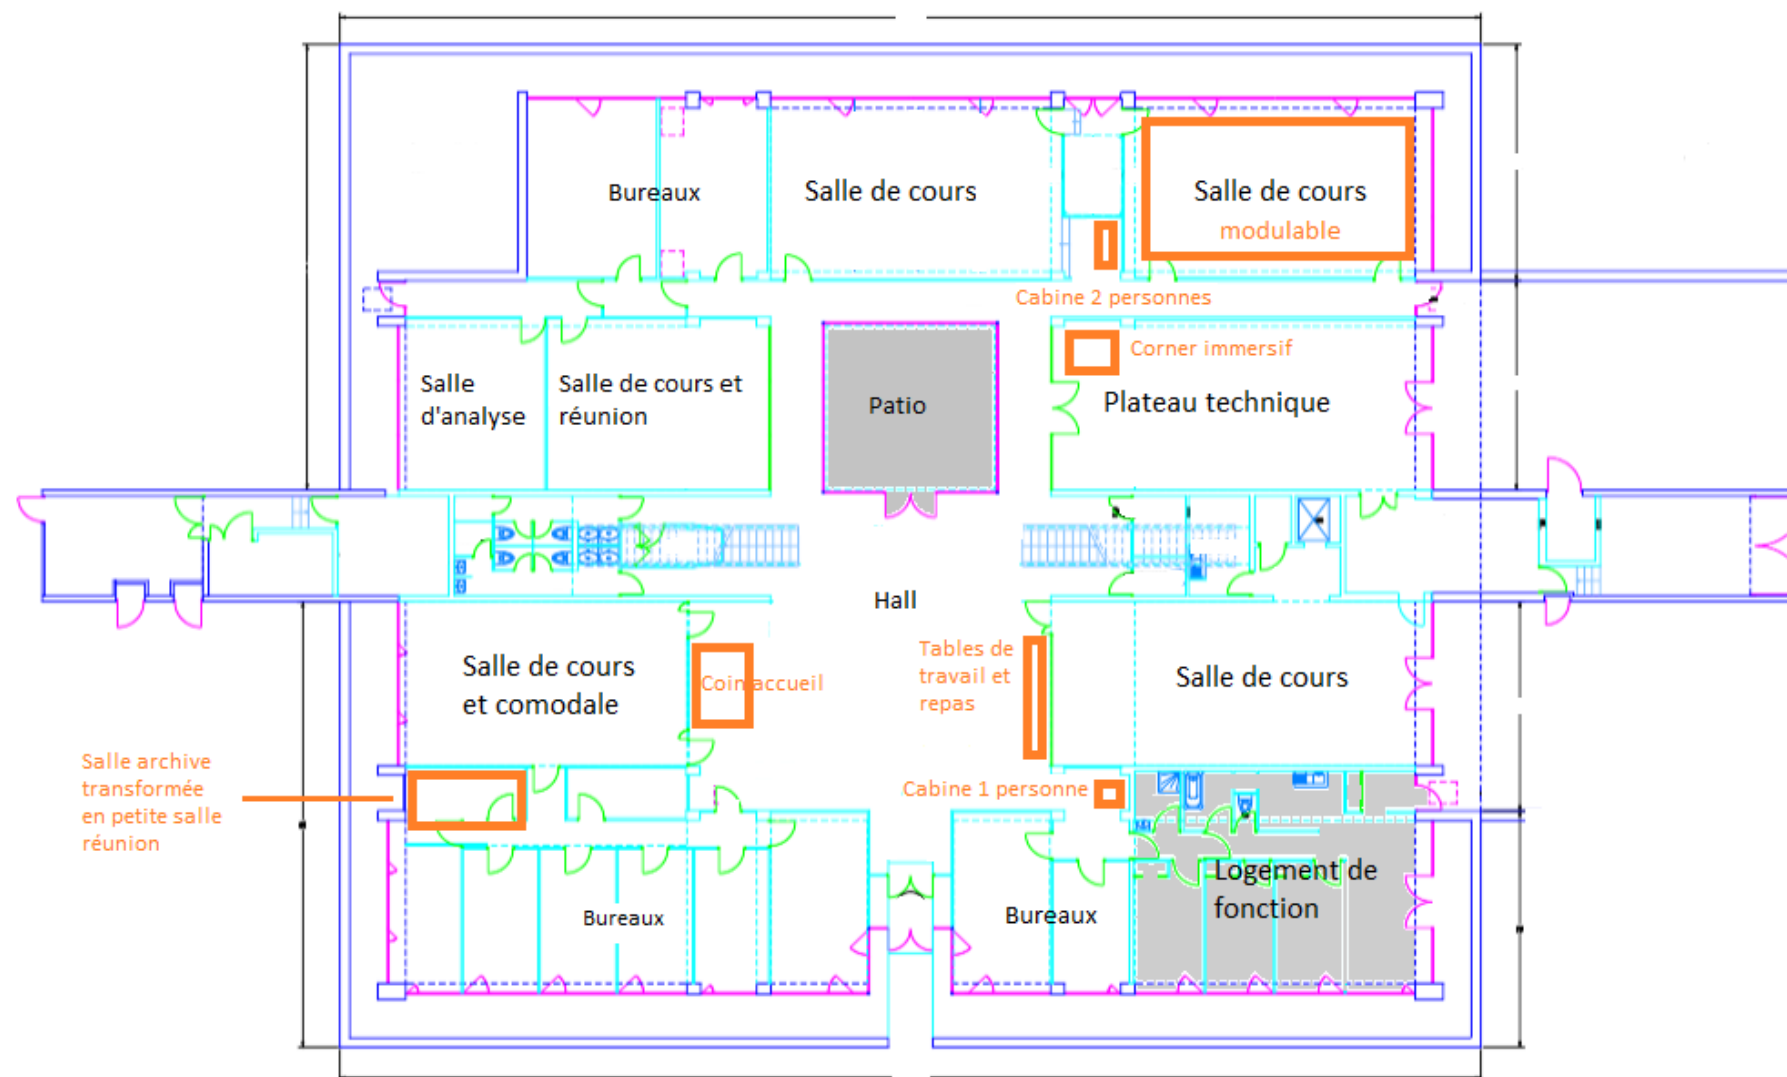 Bureaux
Salle de cours
Salle de cours
modulable
Cabine 2 personnes
Corner immersif
Salle
d'analyse
Salle de cours et
réunion
Patio
Plateau technique
Hall
Salle de cours
et comodale
Coin accueil
Tables de
travail et
repas
Salle de cours
Salle archive
transformée
en petite salle
réunion
Cabine 1 personne
Logement de
fonction
Bureaux
Bureaux